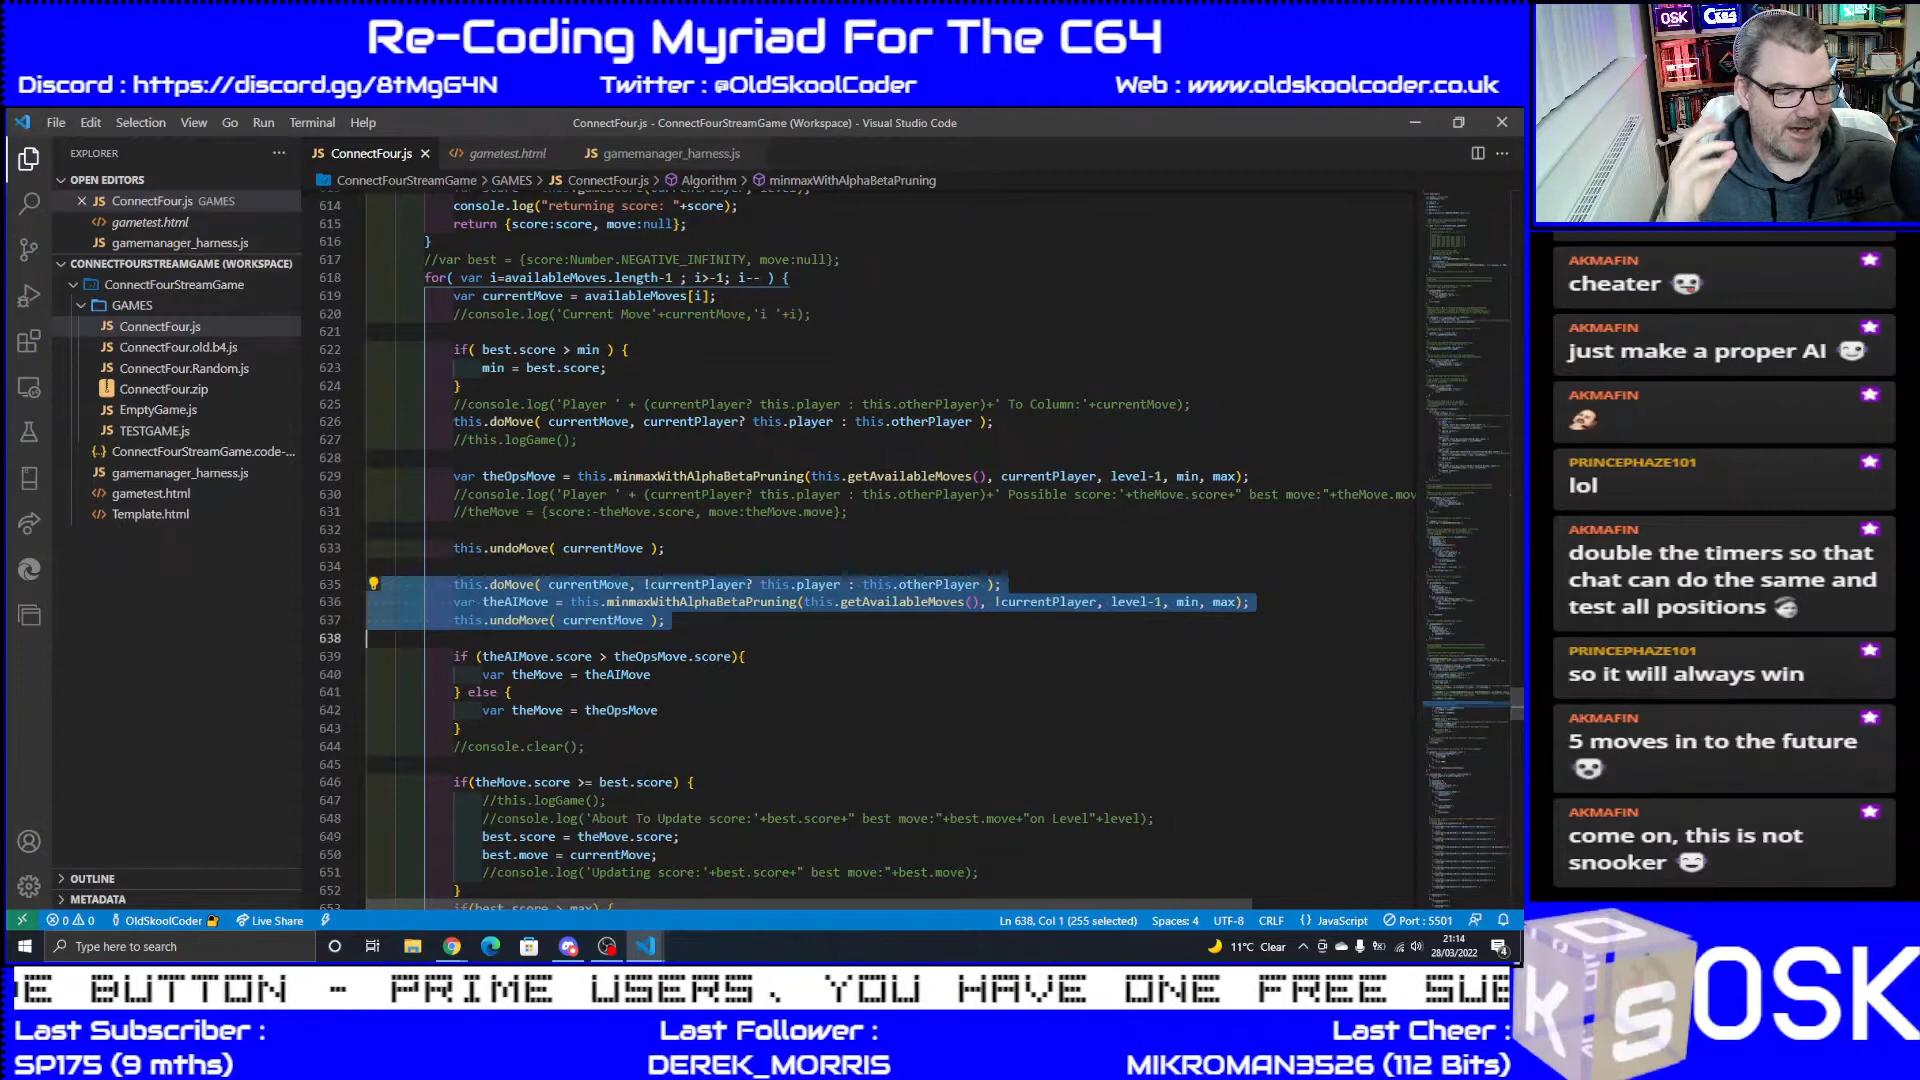 Re-Coding Myriad For The C64
Discord : https://discord.gg/8tMgG4N
Twitter : @OldSkoolCoder
Web : www.oldskoolcoder.co.uk
File Edit Selection View Go Run Terminal Help
ConnectFour.js - ConnectFourStreamGame (Workspace) - Visual Studio Code
EXPLORER
OPEN EDITORS
JS ConnectFour.js GAMES
gametest.html
JS gamemanager_harness.js
CONNECTFOURSTREAMGAME (WORKSPACE)
ConnectFourStreamGame
GAMES
JS ConnectFour.js
JS ConnectFour.old.b4.js
JS ConnectFour.Random.js
ConnectFour.zip
JS EmptyGame.js
JS TESTGAME.js
{..} ConnectFourStreamGame.code-...
JS gamemanager_harness.js
gametest.html
Template.html
OUTLINE
METADATA
JS ConnectFour.js
gametest.html
JS gamemanager_harness.js
ConnectFourStreamGame > GAMES > JS ConnectFour.js > Algorithm > minmaxWithAlphaBetaPruning
614 console.log("returning score: "+score);
615 return {score:score, move:null};
616 }
617 //var best = {score:Number.NEGATIVE_INFINITY, move:null};
618 for( var i=availableMoves.length-1 ; i>-1; i-- ) {
619 var currentMove = availableMoves[i];
620 //console.log('Current Move'+currentMove,'i '+i);
621
622 if( best.score > min ) {
623 min = best.score;
624 }
625 //console.log('Player ' + (currentPlayer? this.player : this.otherPlayer)+' To Column:'+currentMove);
626 this.doMove( currentMove, currentPlayer? this.player : this.otherPlayer );
627 //this.logGame();
628
629 var theOpsMove = this.minmaxWithAlphaBetaPruning(this.getAvailableMoves(), currentPlayer, level-1, min, max);
630 //console.log('Player ' + (currentPlayer? this.player : this.otherPlayer)+' Possible score:'+theMove.score+" best move:"+theMove.mov
631 //theMove = {score:-theMove.score, move:theMove.move};
632
633 this.undoMove( currentMove );
634
635 this.doMove( currentMove, !currentPlayer? this.player : this.otherPlayer );
636 var theAIMove = this.minmaxWithAlphaBetaPruning(this.getAvailableMoves(), !currentPlayer, level-1, min, max);
637 this.undoMove( currentMove );
638
639 if (theAIMove.score > theOpsMove.score){
640 var theMove = theAIMove
641 } else {
642 var theMove = theOpsMove
643 }
644 //console.clear();
645
646 if(theMove.score >= best.score) {
647 //this.logGame();
648 //console.log('About To Update score:'+best.score+" best move:"+best.move+"on Level"+level);
649 best.score = theMove.score;
650 best.move = currentMove;
651 //console.log('Updating score:'+best.score+" best move:"+best.move);
652 }
OSK
C64
AKMAFIN
cheater
AKMAFIN
just make a proper AI
AKMAFIN
PRINCEPHAZE101
lol
AKMAFIN
double the timers so that
chat can do the same and
test all positions
PRINCEPHAZE101
so it will always win
AKMAFIN
5 moves in to the future
AKMAFIN
come on, this is not
snooker
0 0 OldSkoolCoder Live Share
Ln 638, Col 1 (255 selected) Spaces: 4 UTF-8 CRLF {} JavaScript Port : 5501
Type here to search
11°C Clear
21:14
28/03/2022
4
E BUTTON - PRIME USERS, YOU HAVE ONE FREE SUB
Last Subscriber :
SP175 (9 mths)
Last Follower :
DEREK_MORRIS
Last Cheer :
MIKROMAN3526 (112 Bits)
O
K
S
OSK